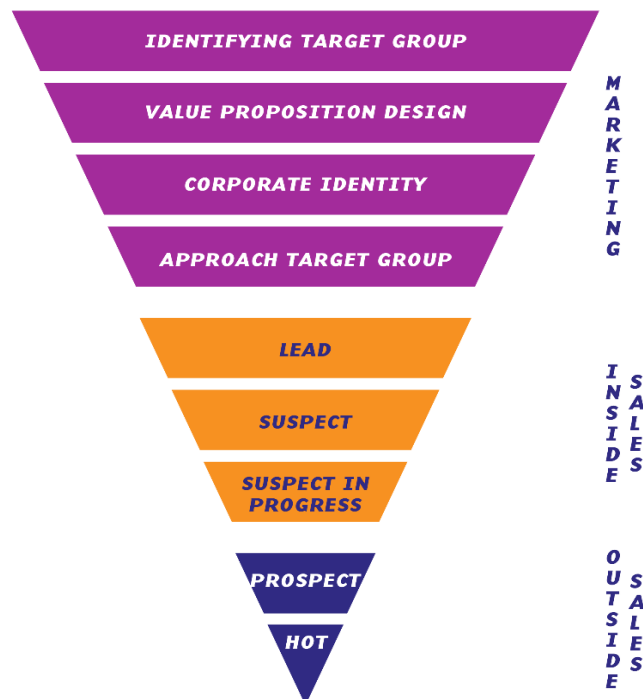 IDENTIFYING TARGET GROUP
VALUE PROPOSITION DESIGN
CORPORATE IDENTITY
APPROACH TARGET GROUP
MARKETING
LEAD
SUSPECT
SUSPECT IN
PROGRESS
INSIDE
SALES
PROSPECT
HOT
OUTSIDE
SALES